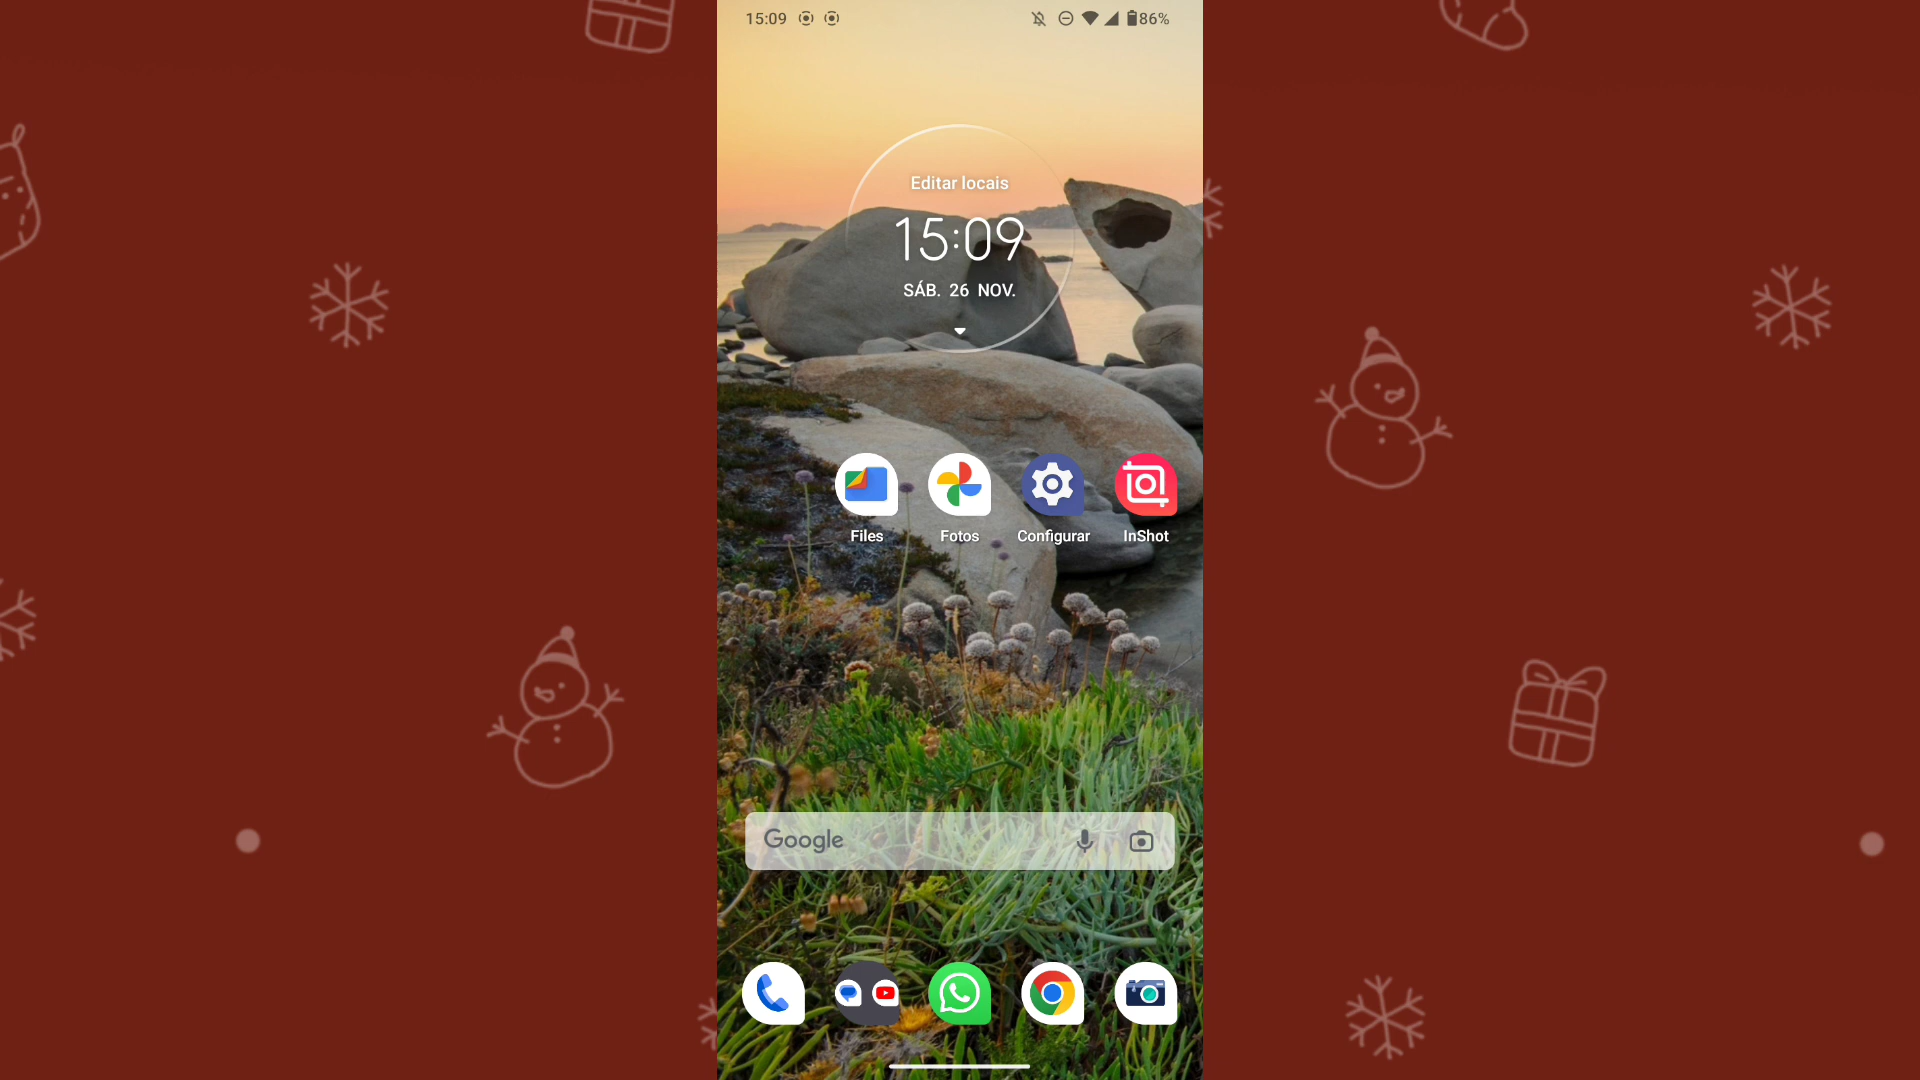 15:09
86%
Editar locais
15:09
SÁB. 26 NOV.
Files
Fotos
Configurar
InShot
Google